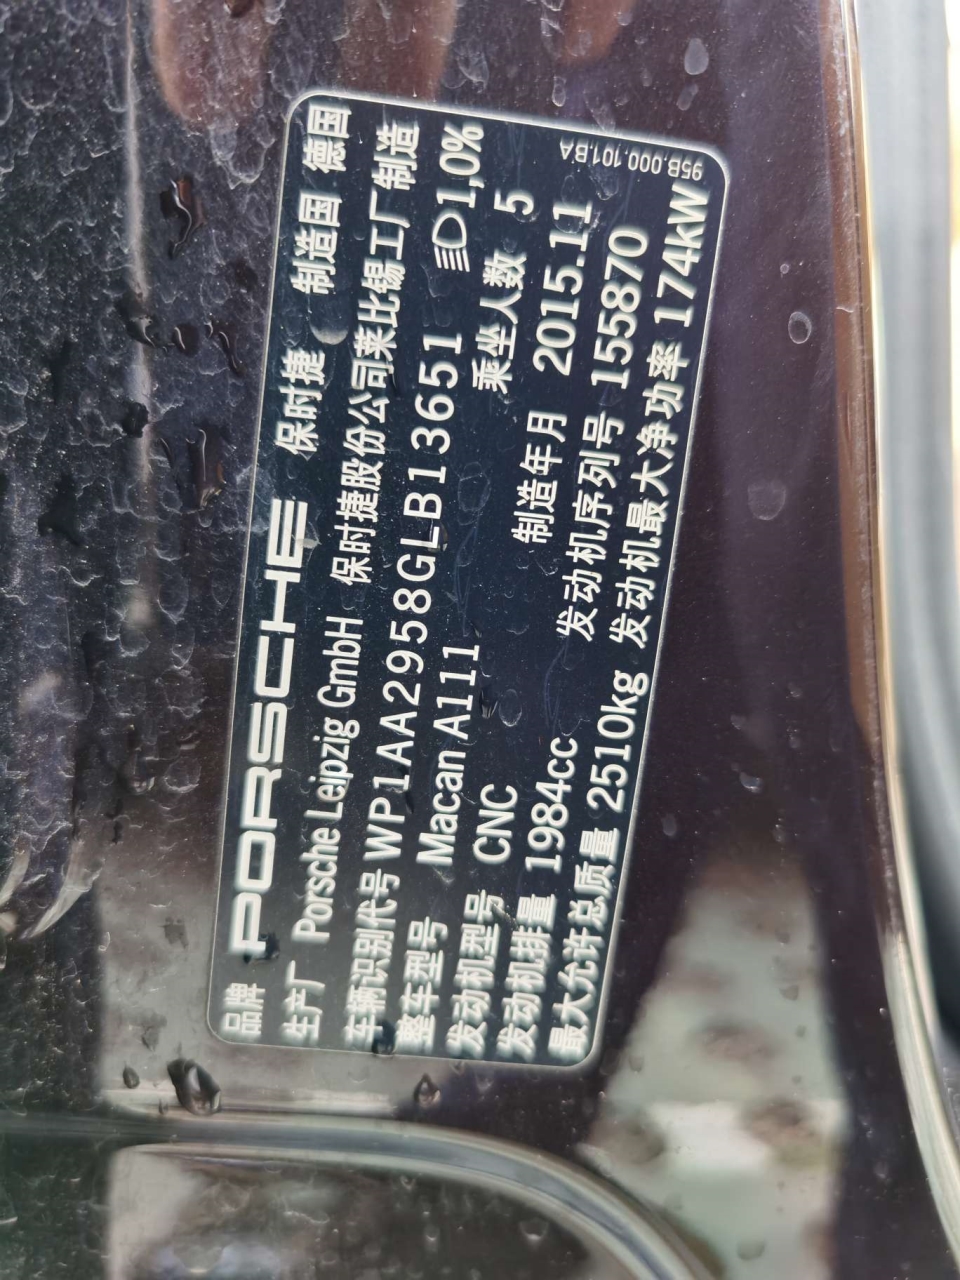 品牌 PORSCHE 保时捷 制造国 德国
生产厂 Porsche Leipzig GmbH 保时捷股份公司莱比锡工厂制造
车辆识别代号 WP1AA2958GLB13651 1,0%
整车型号 Macan A111 乘坐人数 5
发动机型号 CNC 制造年月 2015.11
发动机排量 1984cc 发动机序列号 155870
最大允许总质量 2510kg 发动机最大净功率 174kW
95B.000.101.BA